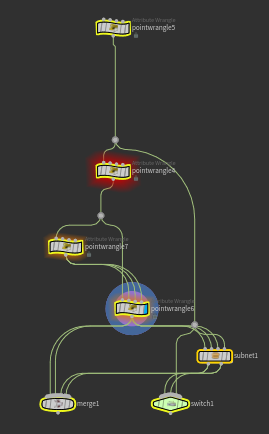 Attribute Wrangle
pointwrangle5
Attribute Wrangle
pointwrangle4
Attribute Wrangle
pointwrangle7
Attribute Wrangle
pointwrangle6
subnet1
merge1
switch1